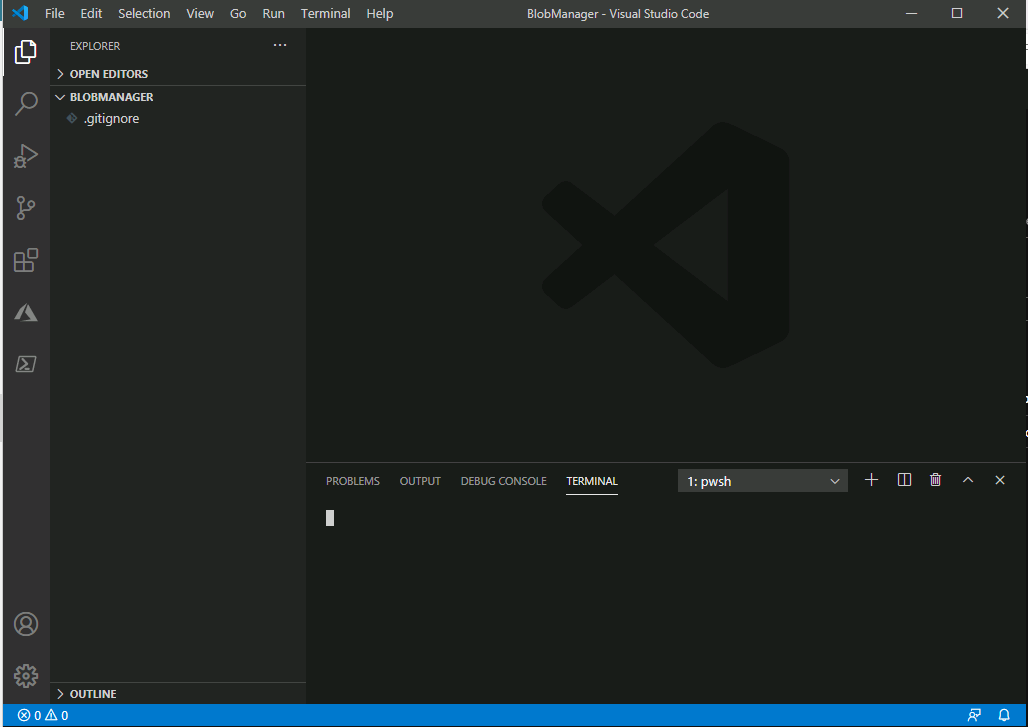 File Edit Selection View Go Run Terminal Help BlobManager - Visual Studio Code
EXPLORER
OPEN EDITORS
BLOBMANAGER
.gitignore
PROBLEMS OUTPUT DEBUG CONSOLE TERMINAL 1: pwsh
OUTLINE
0 0